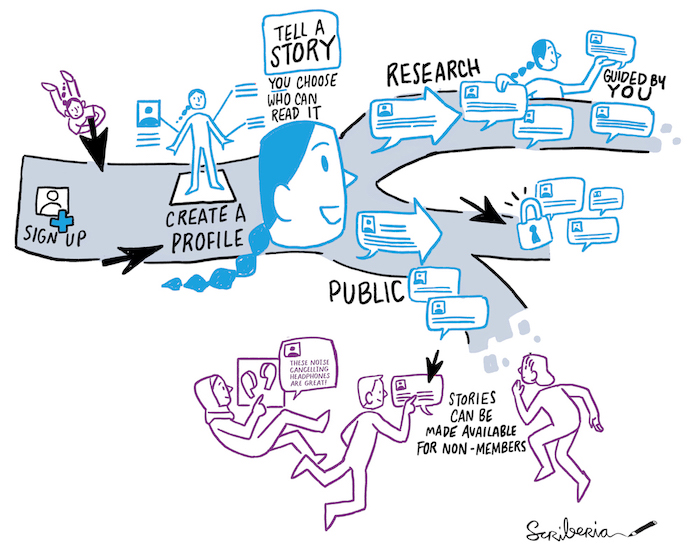 TELL A
STORY
YOU CHOOSE
WHO CAN
READ IT
RESEARCH
GUIDED BY
YOU
SIGN UP
CREATE A
PROFILE
PUBLIC
THESE NOISE
CANCELLING
HEADPHONES
ARE GREAT!
STORIES
CAN BE
MADE AVAILABLE
FOR NON-MEMBERS
Scriberia